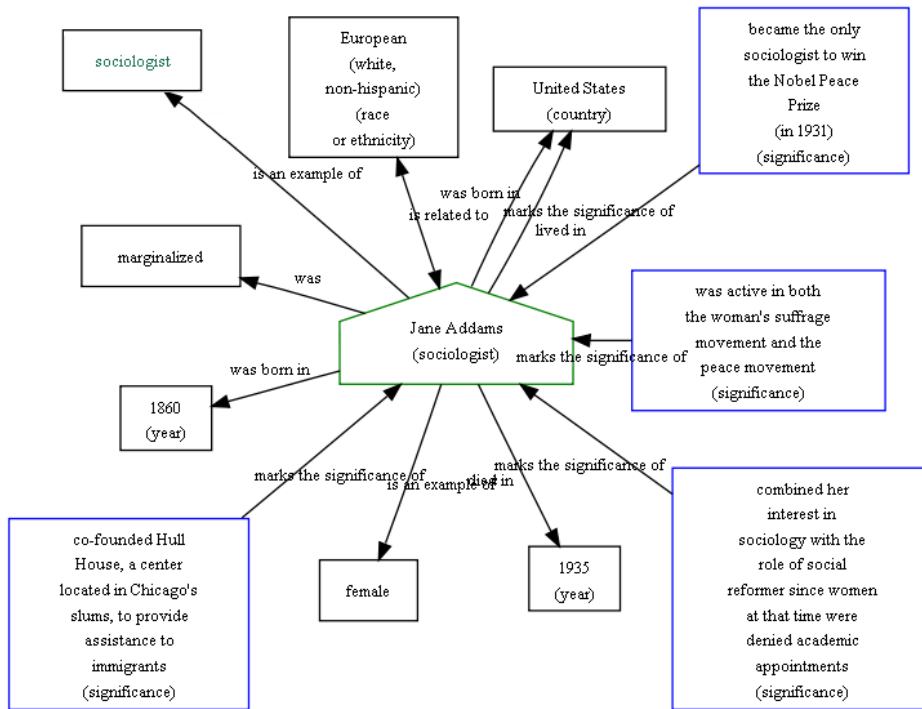 sociologist
European
(white,
non-hispanic)
(race
or ethnicity)
United States
(country)
became the only
sociologist to win
the Nobel Peace
Prize
(in 1931)
(significance)
is an example of
was born in
is related to
marks the significance of
lived in
marginalized
was
Jane Addams
(sociologist)
was active in both
the woman's suffrage
movement and the
peace movement
(significance)
marks the significance of
was born in
1860
(year)
marks the significance of
is an example of
died in
marks the significance of
co-founded Hull
House, a center
located in Chicago's
slums, to provide
assistance to
immigrants
(significance)
female
1935
(year)
combined her
interest in
sociology with the
role of social
reformer since women
at that time were
denied academic
appointments
(significance)